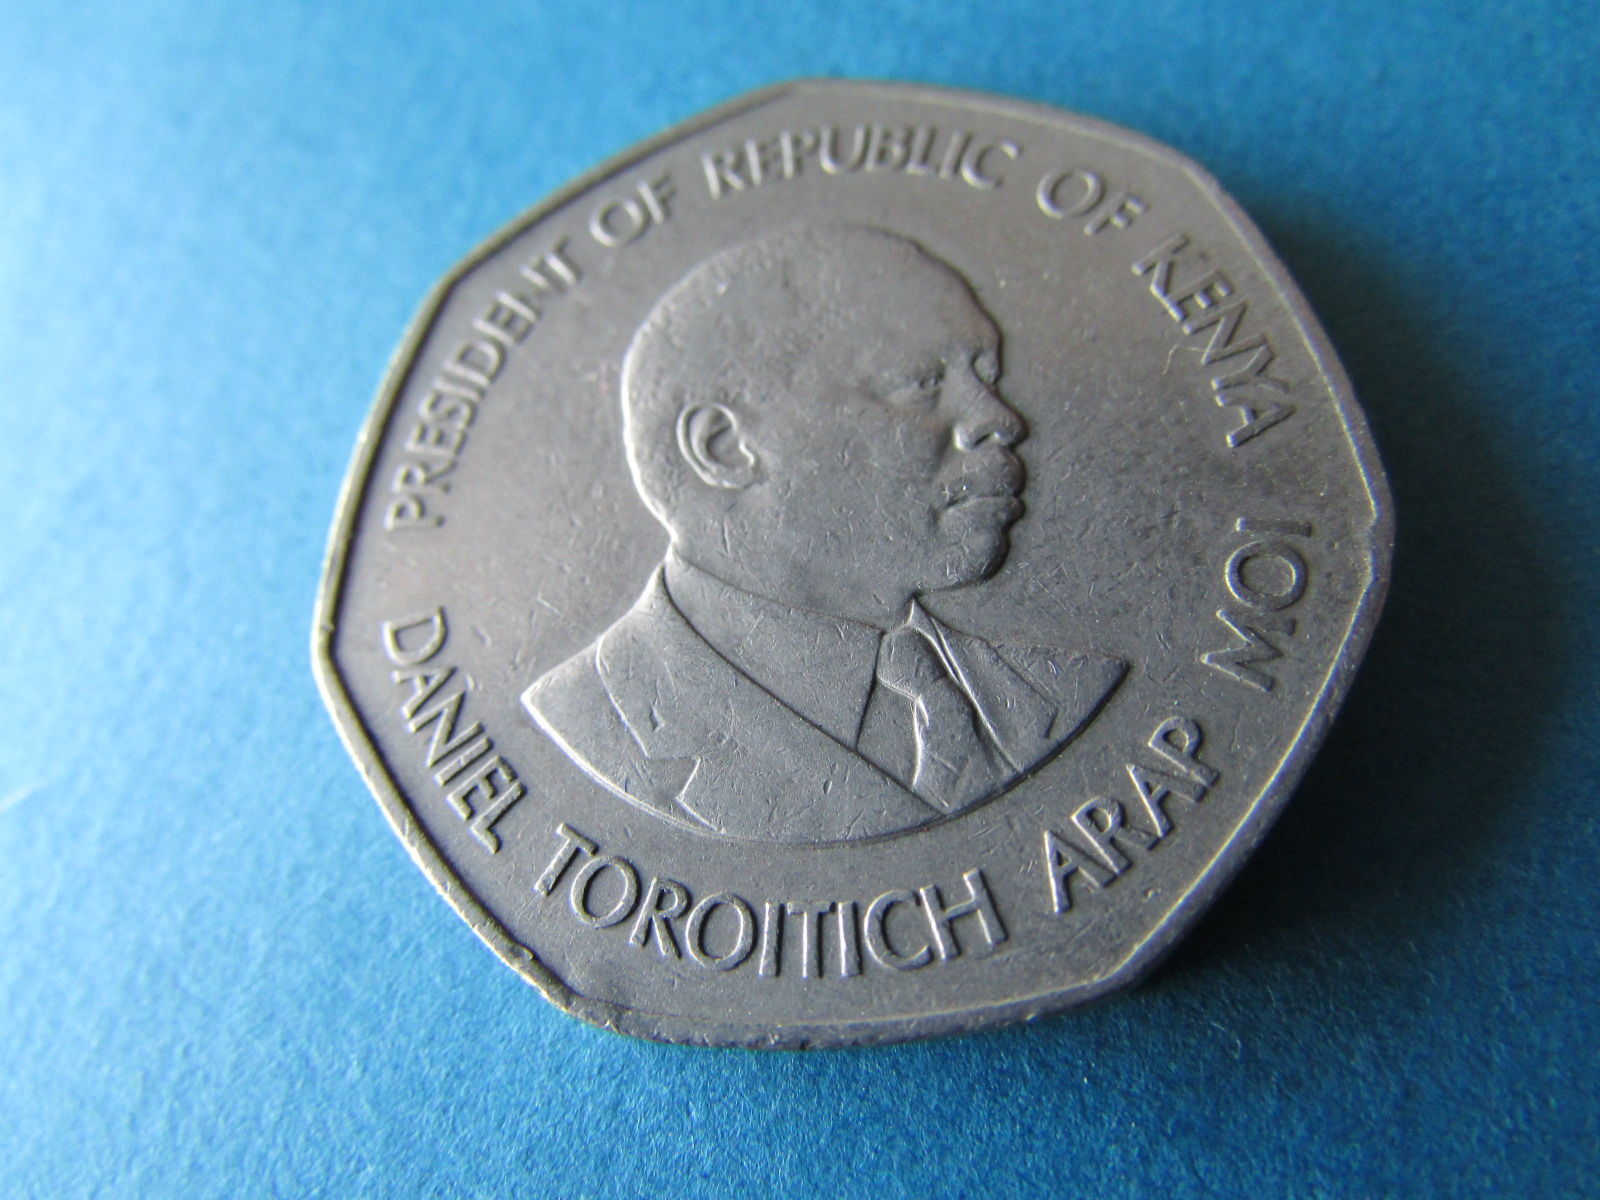 PRESIDENT OF REPUBLIC OF KENYA
DANIEL TOROITICH ARAP MOI